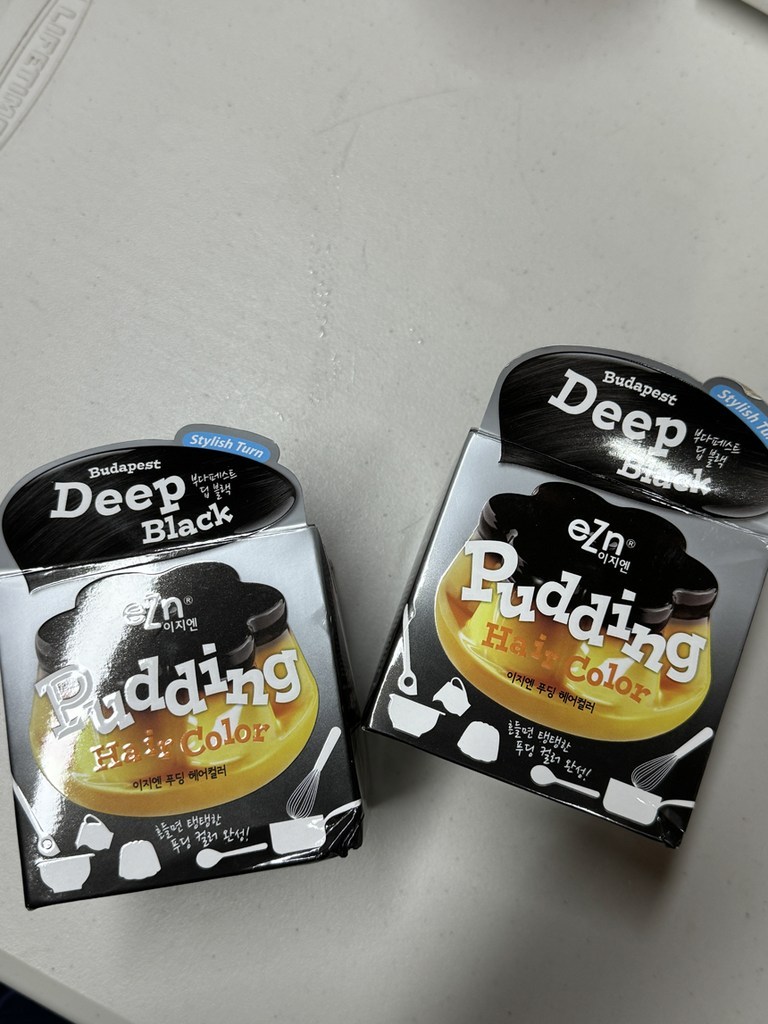 LIFETIME
Stylish Turn
Budapest
Deep
Black
부다페스트
딥 블랙
eZn®
이지엔
Pudding
Hair Color
이지엔 푸딩 헤어컬러
흔들면 탱탱한
푸딩 컬러 완성!
Stylish Tur
Budapest
Deep
Black
부다페스트
딥 블랙
eZn®
이지엔
Pudding
Hair Color
이지엔 푸딩 헤어컬러
흔들면 탱탱한
푸딩 컬러 완성!